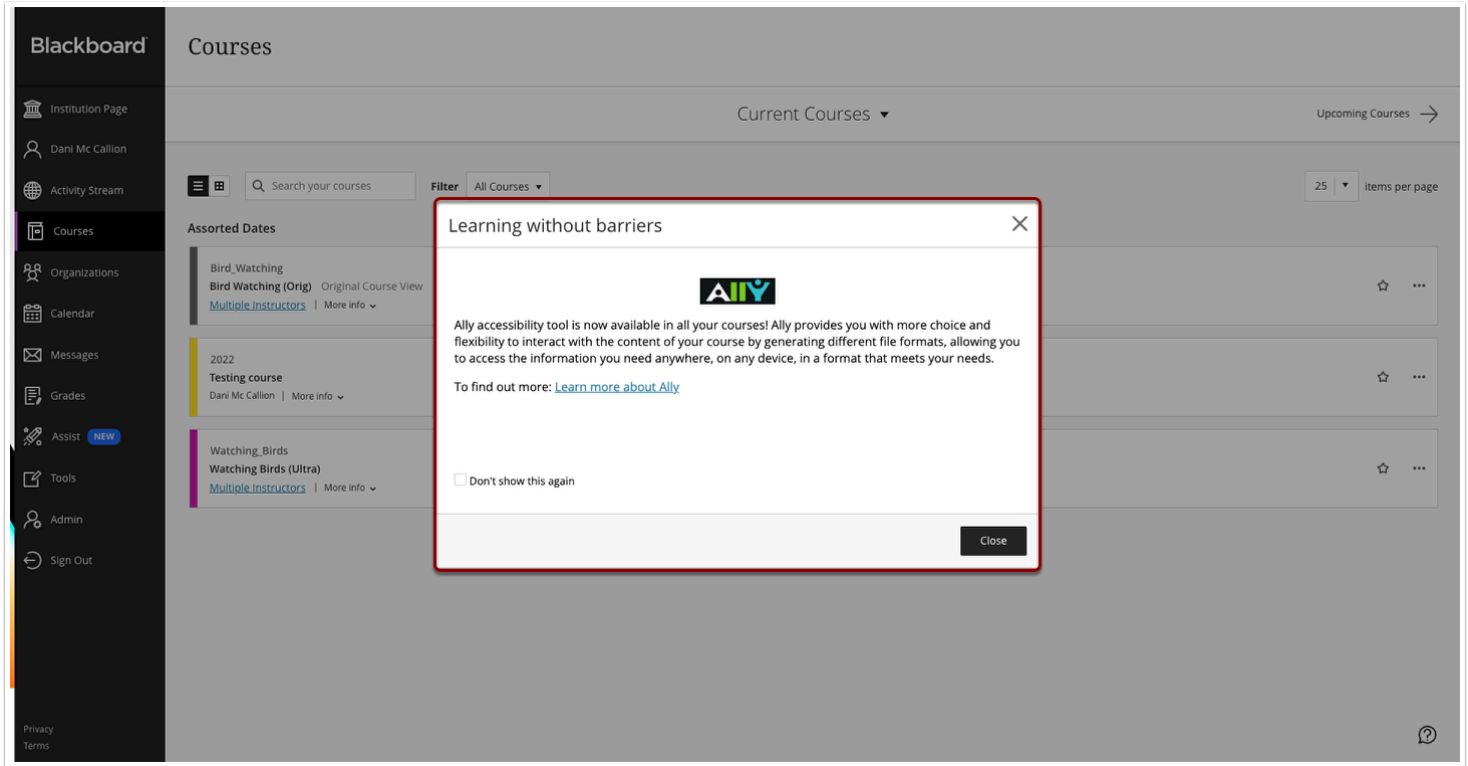 Blackboard
Institution Page
Dani Mc Callion
Activity Stream
Courses
Organizations
Calendar
Messages
Grades
Assist NEW
Tools
Admin
Sign Out
Privacy
Terms
Courses
Current Courses
Upcoming Courses
Search your courses
Filter All Courses
25 items per page
Assorted Dates
Bird_Watching
Bird Watching (Orig) Original Course View
Multiple Instructors | More info
2022
Testing course
Dani Mc Callion | More info
Watching_Birds
Watching Birds (Ultra)
Multiple Instructors | More info
Learning without barriers
Ally
Ally accessibility tool is now available in all your courses! Ally provides you with more choice and
flexibility to interact with the content of your course by generating different file formats, allowing you
to access the information you need anywhere, on any device, in a format that meets your needs.
To find out more: Learn more about Ally
Don't show this again
Close